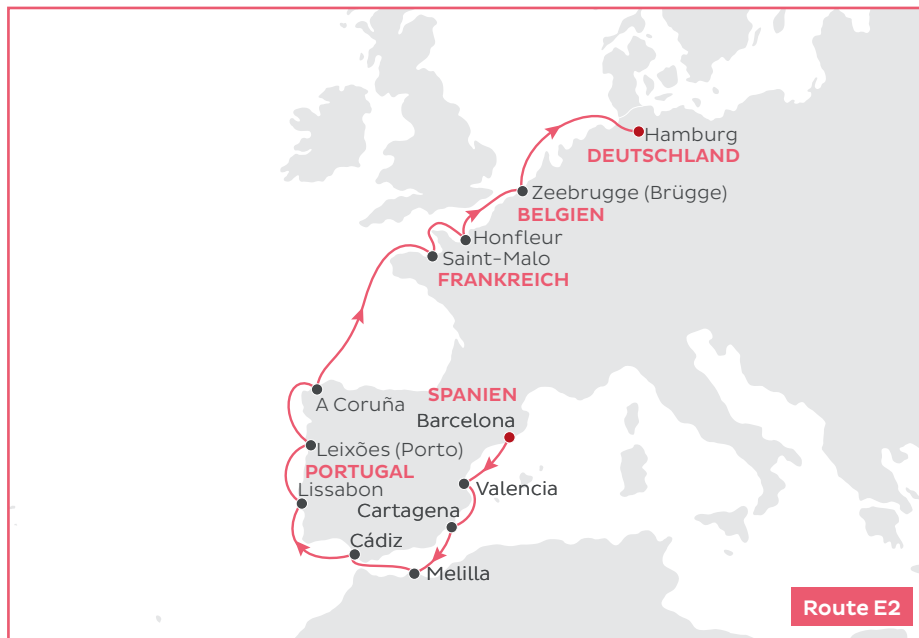 Hamburg
DEUTSCHLAND
Zeebrugge (Brügge)
BELGIEN
Honfleur
Saint-Malo
FRANKREICH
SPANIEN
A Coruña
Barcelona
Leixões (Porto)
PORTUGAL
Lissabon
Valencia
Cartagena
Cádiz
Melilla
Route E2